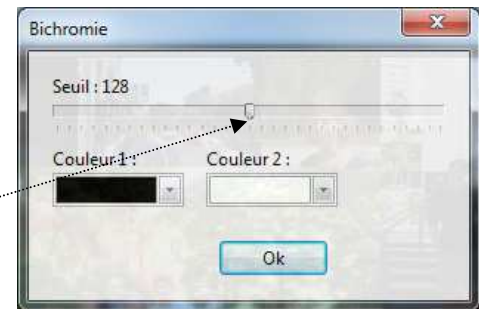 Bichromie
Seuil : 128
Couleur 1 :
Couleur 2 :
Ok